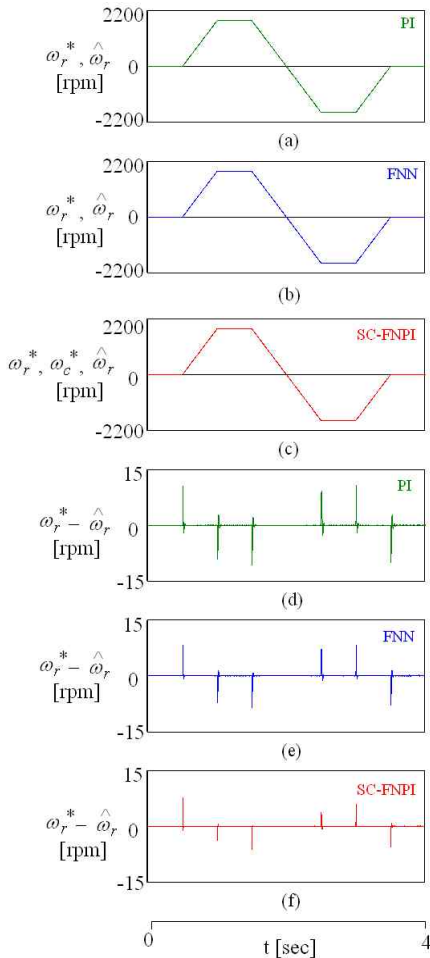 2200
PI
ω_r^*, ω̂_r
0
[rpm]
-2200
(a)
2200
FNN
ω_r^*, ω̂_r
0
[rpm]
-2200
(b)
2200
SC-FNPI
ω_r^*, ω_c^*, ω̂_r
0
[rpm]
-2200
(c)
15
PI
ω_r^* − ω̂_r
0
[rpm]
-15
(d)
15
FNN
ω_r^* − ω̂_r
0
[rpm]
-15
(e)
15
SC-FNPI
ω_r^* − ω̂_r
0
[rpm]
-15
(f)
0
t [sec]
4